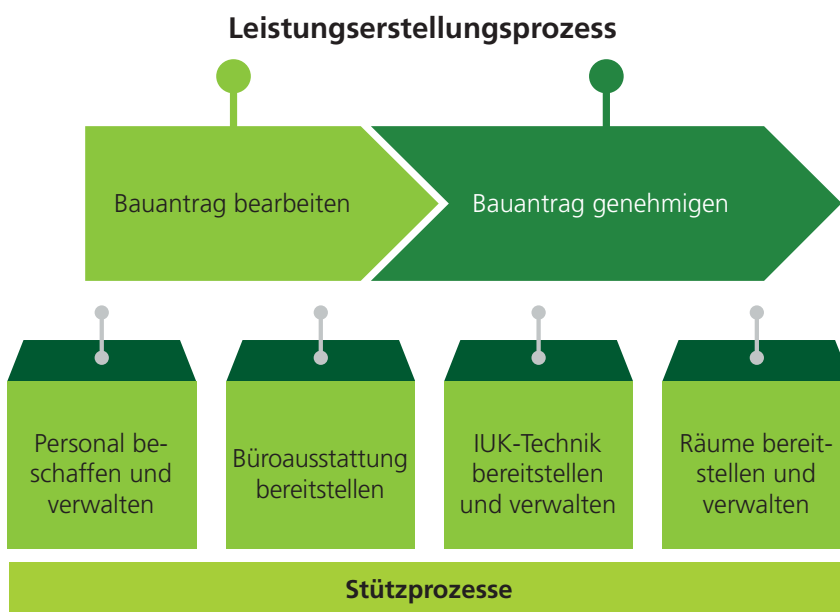 Leistungserstellungsprozess
Bauantrag bearbeiten
Bauantrag genehmigen
Personal be-
schaffen und
verwalten
Büroausstattung
bereitstellen
IUK-Technik
bereitstellen
und verwalten
Räume bereit-
stellen und
verwalten
Stützprozesse